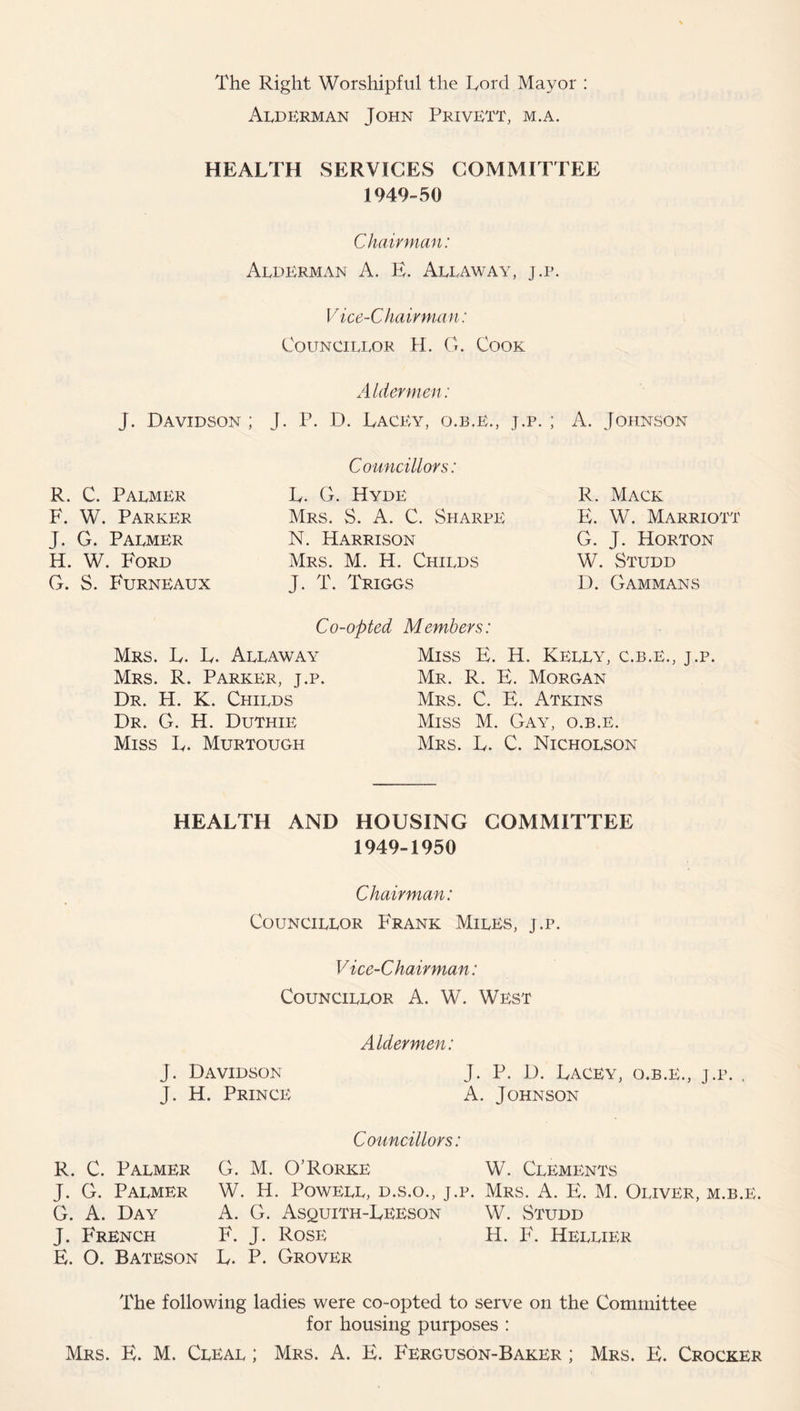 The Right Worshipful the Lord Mayor :
Alderman John Privett, m.a.
HEALTH SERVICES COMMITTEE
1949-50
Chairman:
Alderman A. E. Allaway, j.p.
Vice-Chairman:
Councillor H. G. Cook
Aldermen:
J. Davidson ; J. P. D. Lacey, o.b.e., j.p. ; A. Johnson
Councillors:
R. C. Palmer L. G. Hyde R. Mack
F. W. Parker Mrs. S. A. C. Sharpe E. W. Marriott
J. G. Palmer N. Harrison G. J. Horton
H. W. Ford Mrs. M. H. Childs W. Studd
G. S. Furneaux J. T. Triggs D. Gammans
Co-opted Members:
Mrs. L. L. Allaway Miss E. H. Kelly, c.b.e., j.p.
Mrs. R. Parker, j.p. Mr. R. E. Morgan
Dr. H. K. Childs Mrs. C. E. Atkins
Dr. G. H. Duthie Miss M. Gay, o.b.e.
Miss L. Murtough Mrs. L. C. Nicholson
HEALTH AND HOUSING COMMITTEE
1949-1950
Chairman:
Councillor Frank Miles, j.p.
Vice-Chairman:
Councillor A. W. West
Aldermen:
J. Davidson J. P. D. Lacey, o.b.e., j.p. .
J. H. Prince A. Johnson
Councillors:
R. C. Palmer G. M. O'Rorke W. Clements
J. G. Palmer W. H. Powell, d.s.o., j.p. Mrs. A. E. M. Oliver, m.b.e.
G. A. Day A. G. Asquith-Leeson W. Studd
J. French F. J. Rose H. F. Hellier
E. O. Bateson L. P. Grover
The following ladies were co-opted to serve on the Committee
for housing purposes :
Mrs. E. M. Cleal ; Mrs. A. E. Ferguson-Baker ; Mrs. E. Crocker